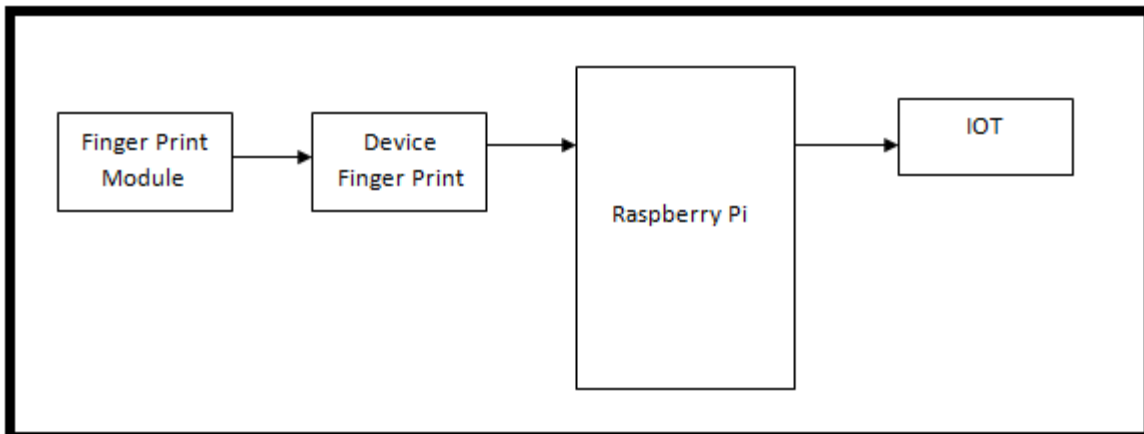 Finger Print
Module
Device
Finger Print
Raspberry Pi
IOT